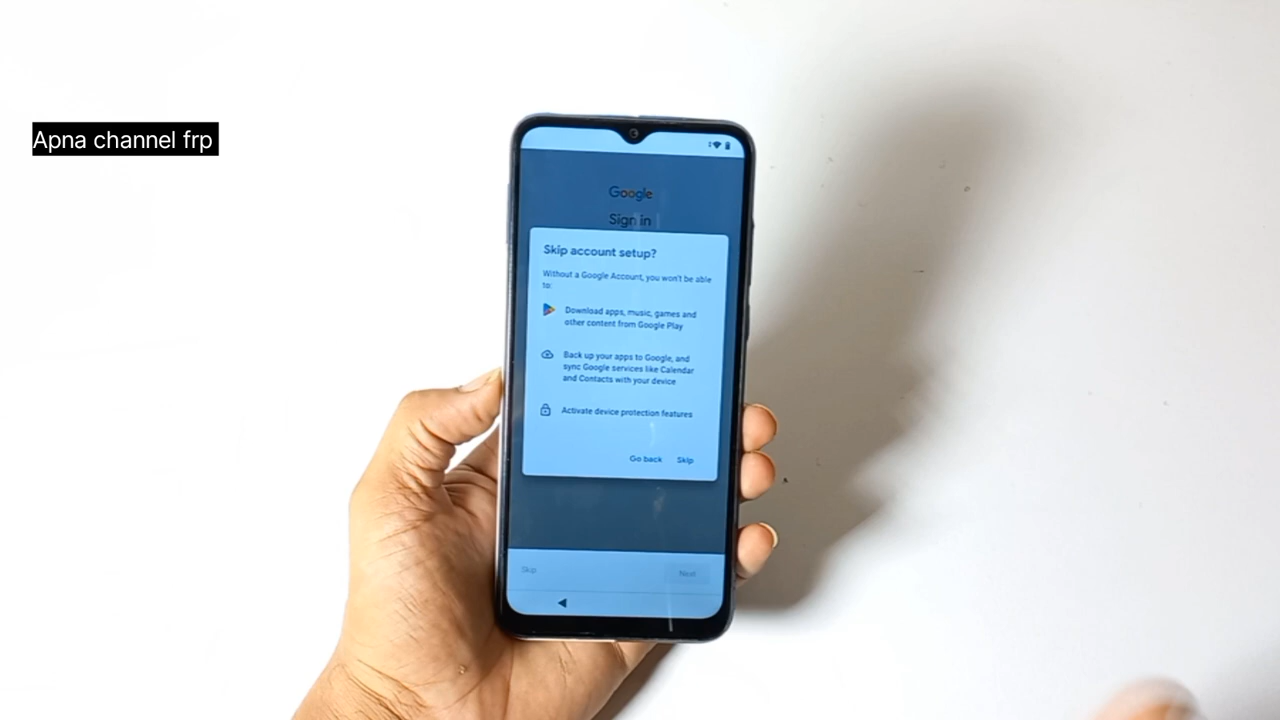 Apna channel frp
Google
Sign in
Skip account setup?
Without a Google Account, you won't be able
to:
Download apps, music, games and
other content from Google Play
Back up your apps to Google, and
sync Google services like Calendar
and Contacts with your device
Activate device protection features
Go back Skip
Skip Next